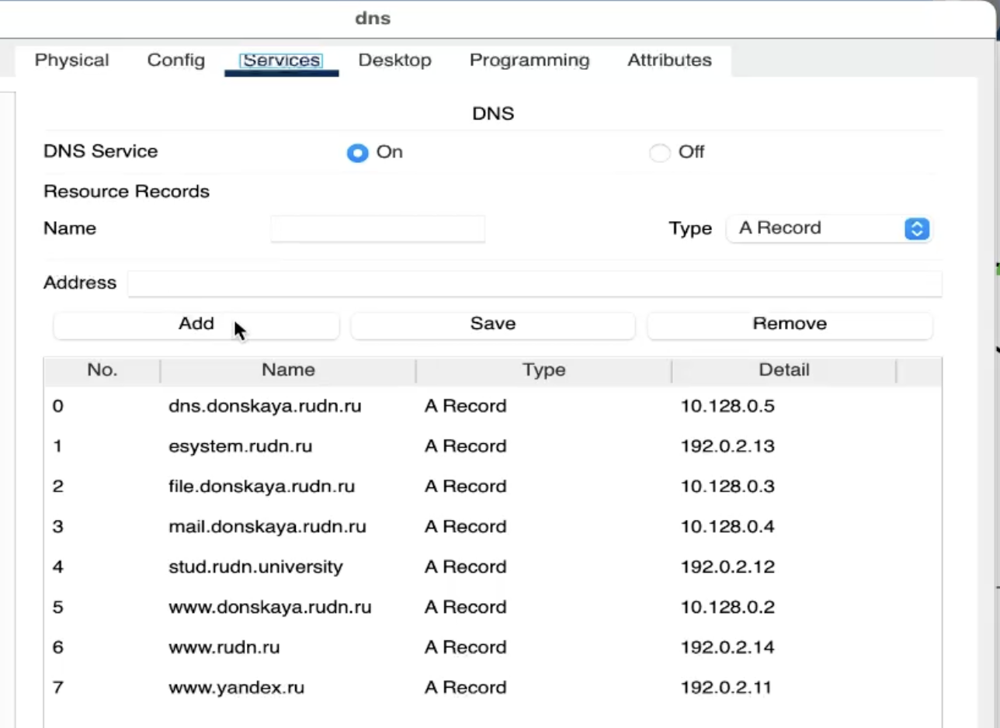 dns
Physical Config Services Desktop Programming Attributes
DNS
DNS Service On Off
Resource Records
Name Type A Record
Address
Add Save Remove
No. Name Type Detail
0 dns.donskaya.rudn.ru A Record 10.128.0.5
1 esystem.rudn.ru A Record 192.0.2.13
2 file.donskaya.rudn.ru A Record 10.128.0.3
3 mail.donskaya.rudn.ru A Record 10.128.0.4
4 stud.rudn.university A Record 192.0.2.12
5 www.donskaya.rudn.ru A Record 10.128.0.2
6 www.rudn.ru A Record 192.0.2.14
7 www.yandex.ru A Record 192.0.2.11